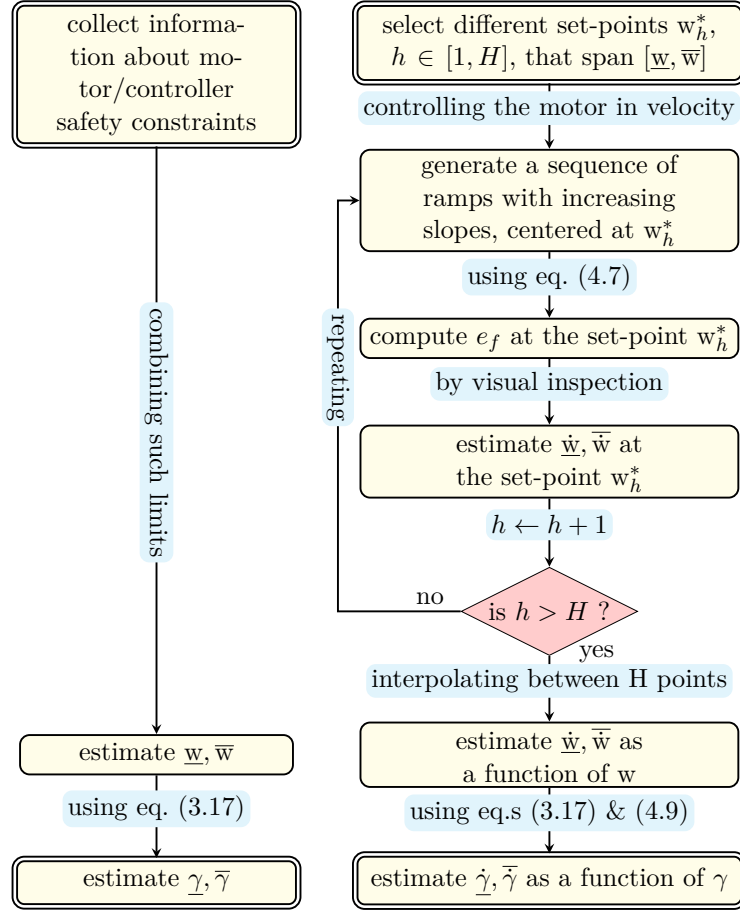 collect informa-
tion about mo-
tor/controller
safety constraints
combining such limits
estimate w̲, w̅
using eq. (3.17)
estimate γ̲, γ̅
select different set-points w*ₕ,
h ∈ [1, H], that span [w̲, w̅]
controlling the motor in velocity
generate a sequence of
ramps with increasing
slopes, centered at w*ₕ
using eq. (4.7)
compute e_f at the set-point w*ₕ
by visual inspection
estimate ẇ̲, ẇ̅ at
the set-point w*ₕ
h ← h + 1
is h > H ?
no
repeating
yes
interpolating between H points
estimate ẇ̲, ẇ̅ as
a function of w
using eq.s (3.17) & (4.9)
estimate γ̲̇, γ̇̅ as a function of γ